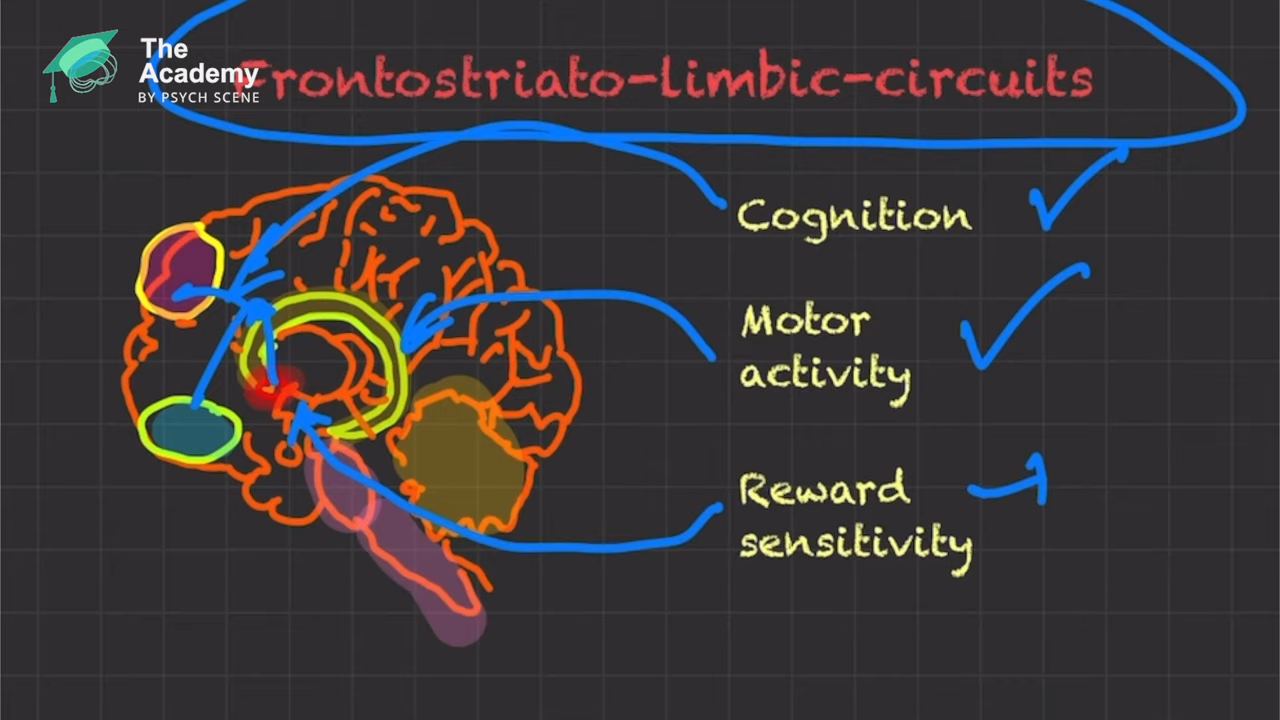 The
Academy
BY PSYCH SCENE
Frontostriato-limbic-circuits
Cognition
Motor
activity
Reward
sensitivity